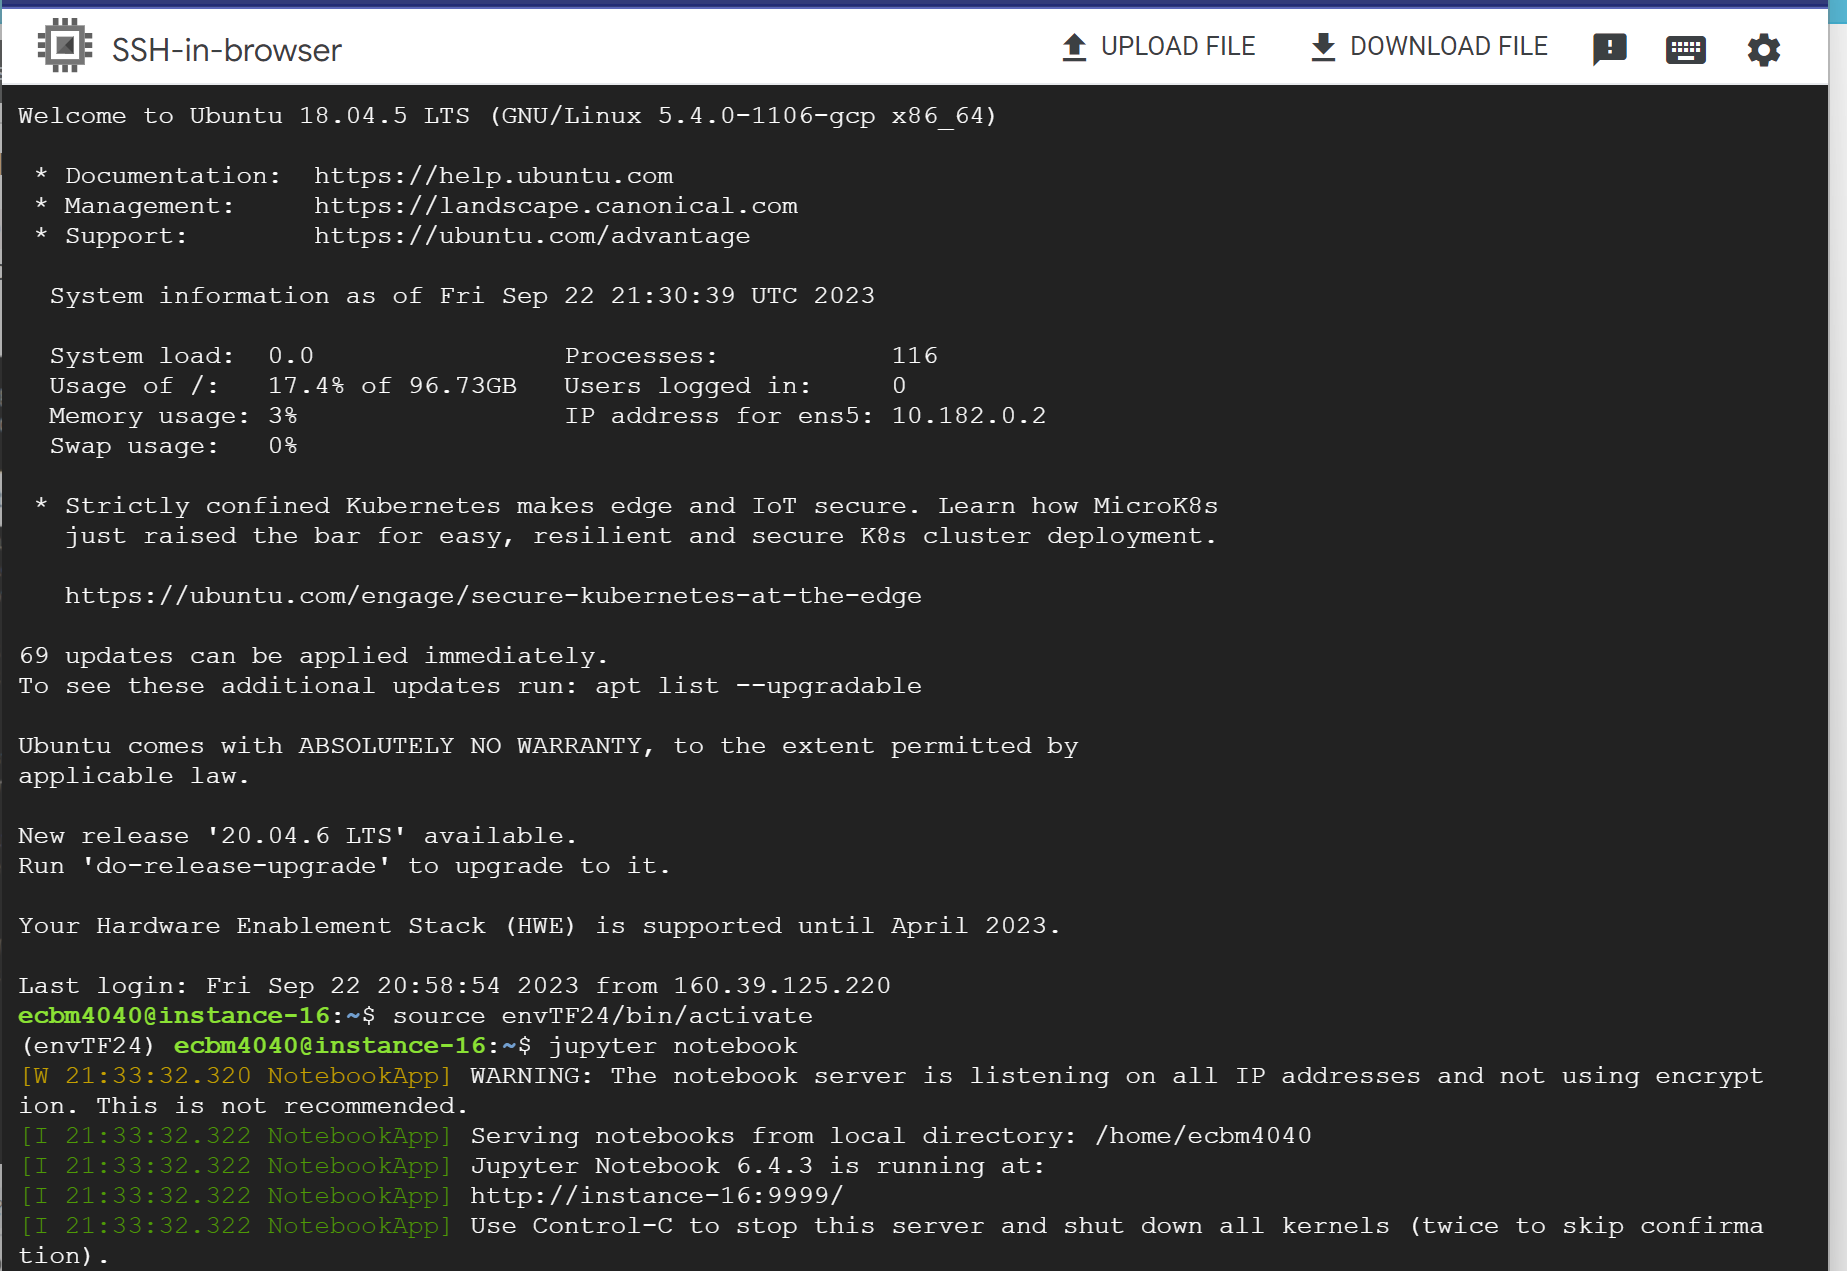 SSH-in-browser UPLOAD FILE DOWNLOAD FILE
Welcome to Ubuntu 18.04.5 LTS (GNU/Linux 5.4.0-1106-gcp x86_64)
* Documentation:  https://help.ubuntu.com
* Management:     https://landscape.canonical.com
* Support:        https://ubuntu.com/advantage
System information as of Fri Sep 22 21:30:39 UTC 2023
System load:  0.0                Processes:           116
Usage of /:   17.4% of 96.73GB   Users logged in:     0
Memory usage: 3%                 IP address for ens5: 10.182.0.2
Swap usage:   0%
* Strictly confined Kubernetes makes edge and IoT secure. Learn how MicroK8s
just raised the bar for easy, resilient and secure K8s cluster deployment.
https://ubuntu.com/engage/secure-kubernetes-at-the-edge
69 updates can be applied immediately.
To see these additional updates run: apt list --upgradable
Ubuntu comes with ABSOLUTELY NO WARRANTY, to the extent permitted by
applicable law.
New release '20.04.6 LTS' available.
Run 'do-release-upgrade' to upgrade to it.
Your Hardware Enablement Stack (HWE) is supported until April 2023.
Last login: Fri Sep 22 20:58:54 2023 from 160.39.125.220
ecbm4040@instance-16:~$ source envTF24/bin/activate
(envTF24) ecbm4040@instance-16:~$ jupyter notebook
[W 21:33:32.320 NotebookApp] WARNING: The notebook server is listening on all IP addresses and not using encrypt
ion. This is not recommended.
[I 21:33:32.322 NotebookApp] Serving notebooks from local directory: /home/ecbm4040
[I 21:33:32.322 NotebookApp] Jupyter Notebook 6.4.3 is running at:
[I 21:33:32.322 NotebookApp] http://instance-16:9999/
[I 21:33:32.322 NotebookApp] Use Control-C to stop this server and shut down all kernels (twice to skip confirma
tion).